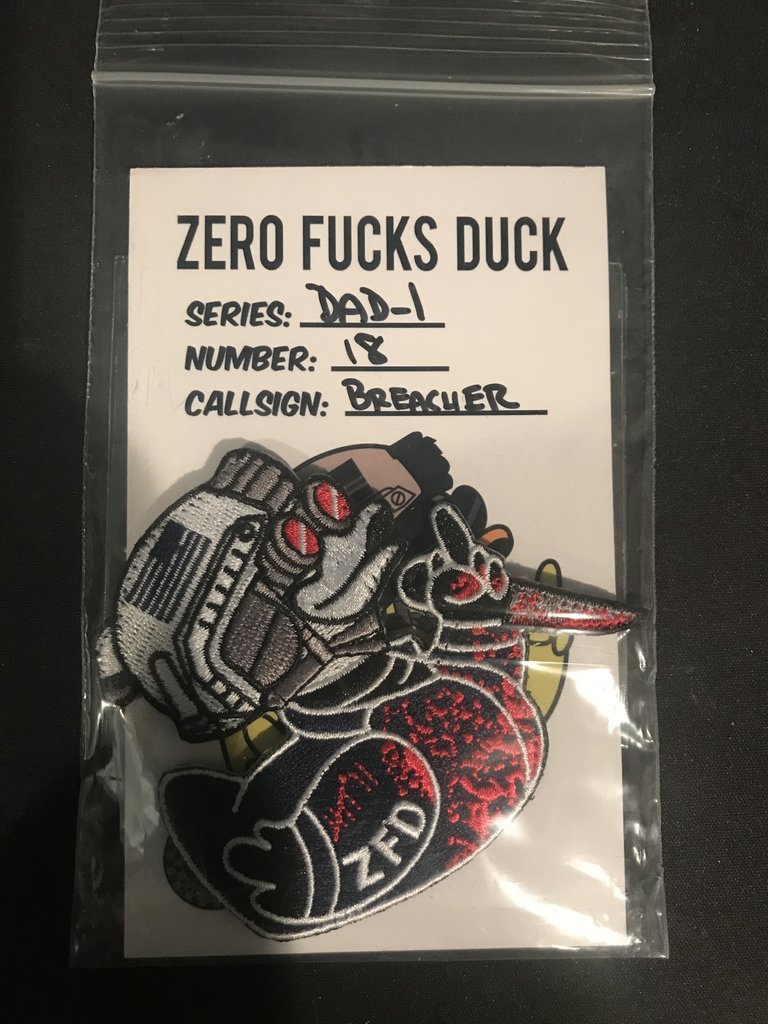 ZERO FUCKS DUCK
SERIES: DAD-1
NUMBER: 18
CALLSIGN: BREACHER
ZFD